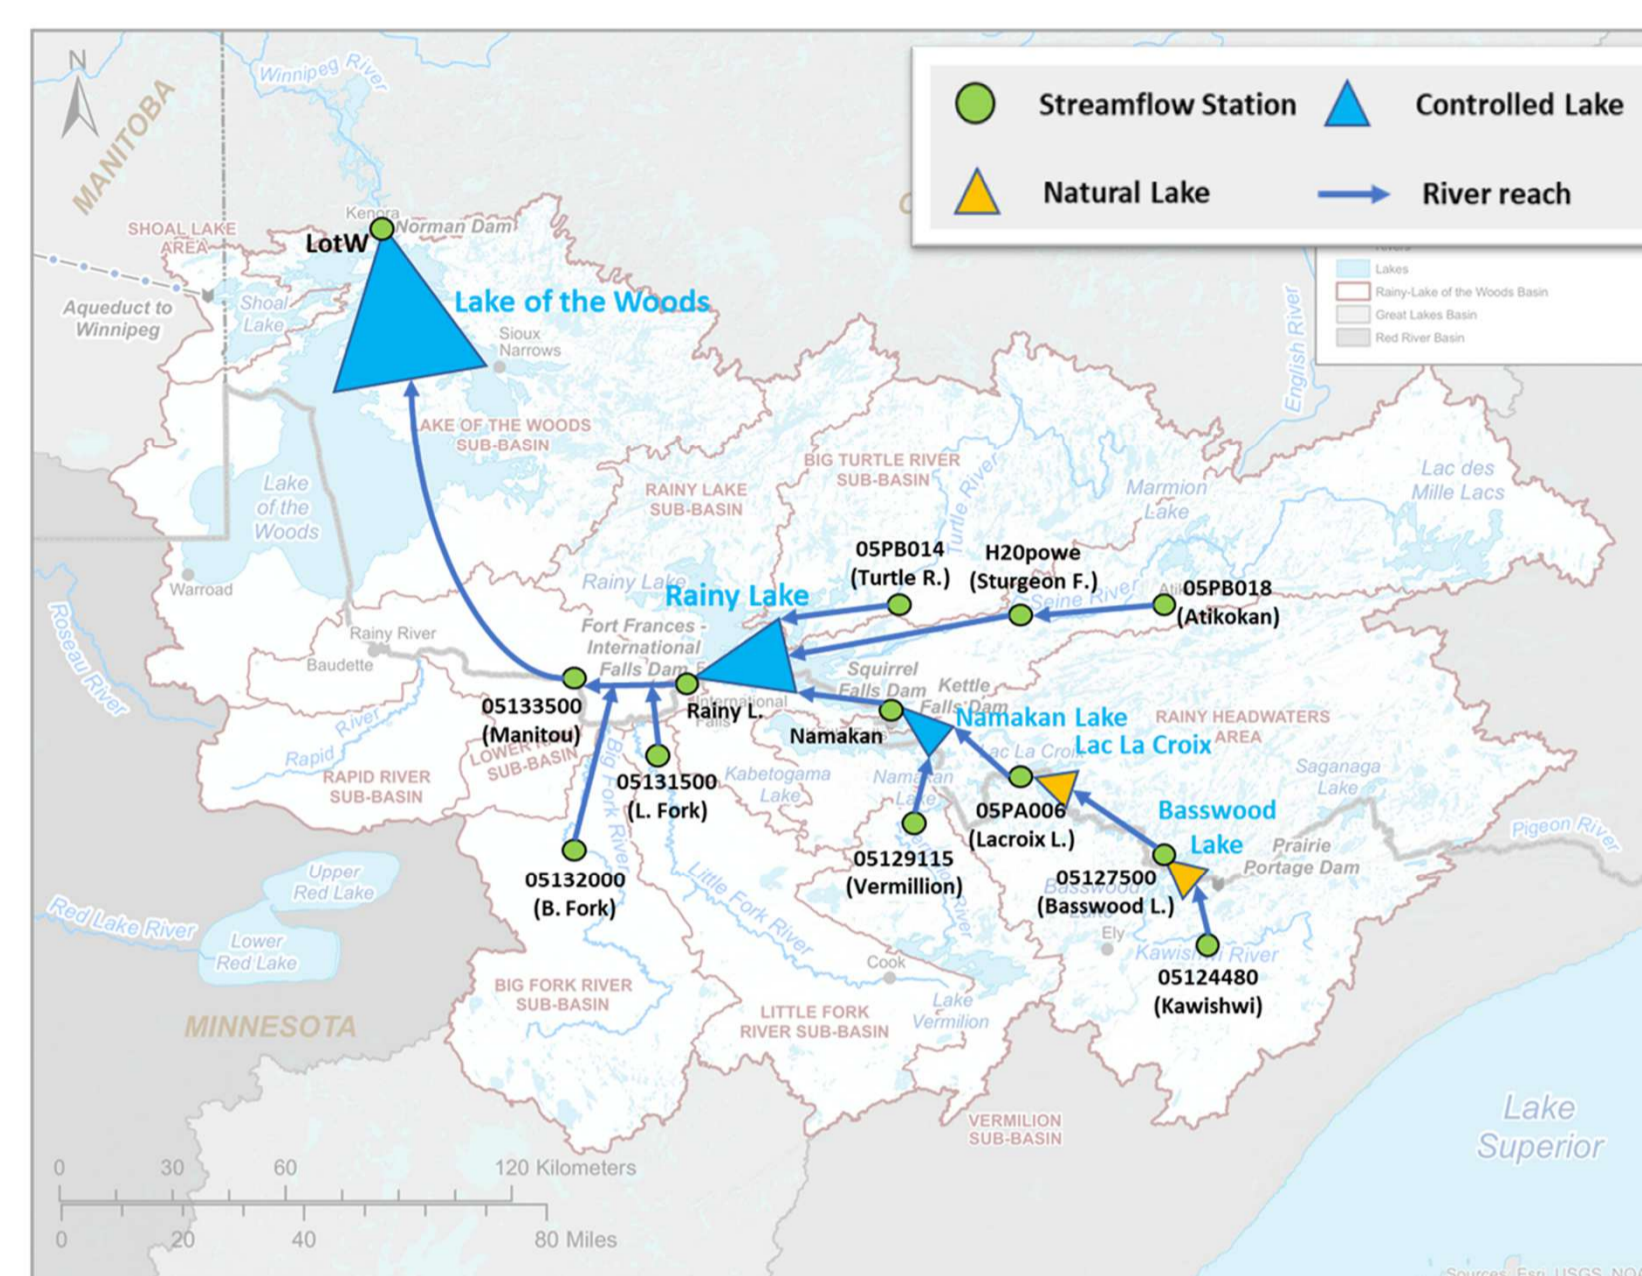 N
MANITOBA
Winnipeg River
Streamflow Station
Controlled Lake
Natural Lake
River reach
Lakes
Rainy-Lake of the Woods Basin
Great Lakes Basin
Red River Basin
SHOAL LAKE
AREA
Kenora
Norman Dam
LotW
Aqueduct to
Winnipeg
Shoal
Lake
Lake of the Woods
Sioux
Narrows
English River
AKE OF THE WOODS
SUB-BASIN
Lake
of the
Woods
RAINY LAKE
SUB-BASIN
BIG TURTLE RIVER
SUB-BASIN
Turtle River
Marmion
Lake
Lac des
Mille Lacs
Warroad
Roseau River
Rainy Lake
Rainy Lake
05PB014
(Turtle R.)
H20powe
(Sturgeon F.)
Seine River
05PB018
(Atikokan)
Rainy River
Baudette
Fort Frances -
International
Falls Dam
Squirrel
Falls Dam
Kettle
Falls Dam
05133500
(Manitou)
Rainy L.
International
Falls
Namakan
Namakan Lake
Lac La Croix
RAINY HEADWATERS
AREA
Rapid River
RAPID RIVER
SUB-BASIN
LOWER
SUB-BASIN
Big Fork River
05131500
(L. Fork)
Kabetogama
Lake
Namakan
Lake
05PA006
(Lacroix L.)
Saganaga
Lake
Basswood
Lake
Prairie
Portage Dam
Pigeon River
05132000
(B. Fork)
05129115
(Vermillion)
05127500
(Basswood L.)
Basswood
Ely
Kawishwi River
05124480
(Kawishwi)
Upper
Red Lake
Red Lake River
Lower
Red Lake
Little Fork River
Cook
Lake
Vermilion
BIG FORK RIVER
SUB-BASIN
LITTLE FORK
RIVER SUB-BASIN
MINNESOTA
VERMILION
SUB-BASIN
Lake
Superior
0 30 60 120 Kilometers
0 20 40 80 Miles